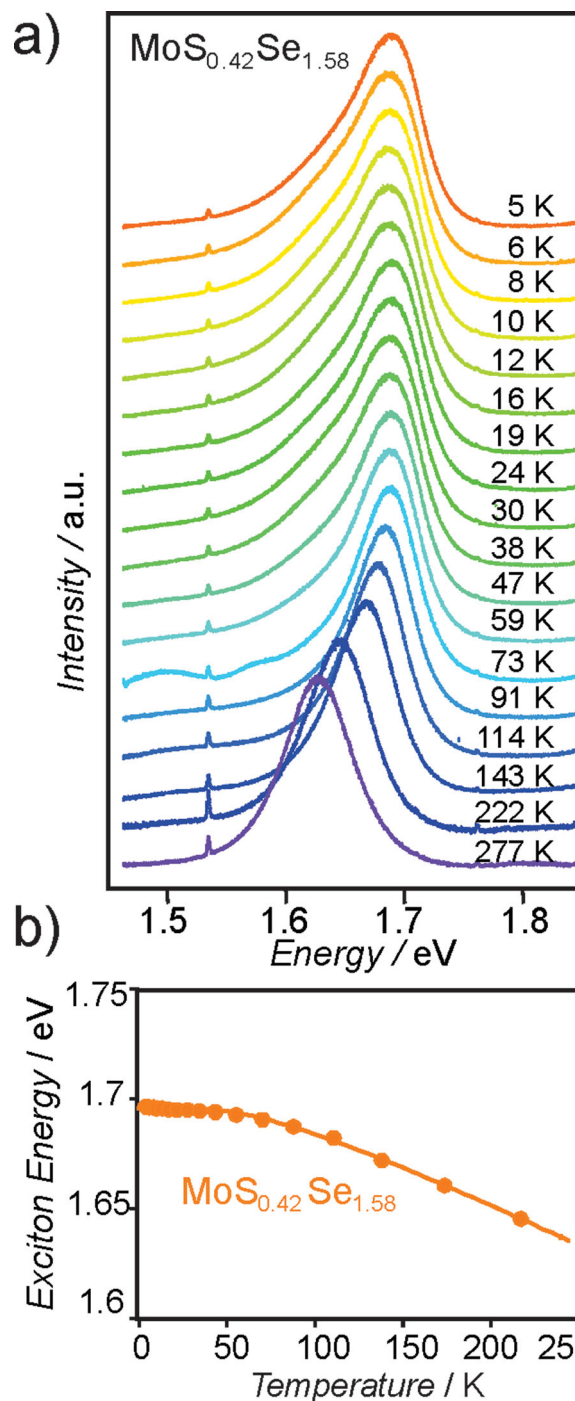 a)
MoS0.42Se1.58
5 K
6 K
8 K
10 K
12 K
16 K
19 K
24 K
30 K
38 K
47 K
59 K
73 K
91 K
114 K
143 K
222 K
277 K
Intensity / a.u.
1.5 1.6 1.7 1.8
Energy / eV
b)
1.75
1.7
1.65
1.6
Exciton Energy / eV
MoS0.42Se1.58
0 50 100 150 200 25
Temperature / K